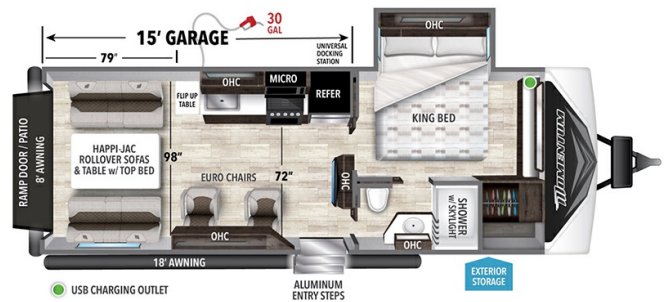 OHC
30
GAL
15' GARAGE
UNIVERSAL
DOCKING
STATION
79"
OHC
MICRO
REFER
FLIP UP
TABLE
KING BED
RAMP DOOR / PATIO
8' AWNING
HAPPI-JAC
ROLLOVER SOFAS
& TABLE w/ TOP BED
98"
EURO CHAIRS
72"
OHC
MOMENTUM
SHOWER
W/ SKYLIGHT
OHC
OHC
18' AWNING
ALUMINUM
ENTRY STEPS
EXTERIOR
STORAGE
USB CHARGING OUTLET